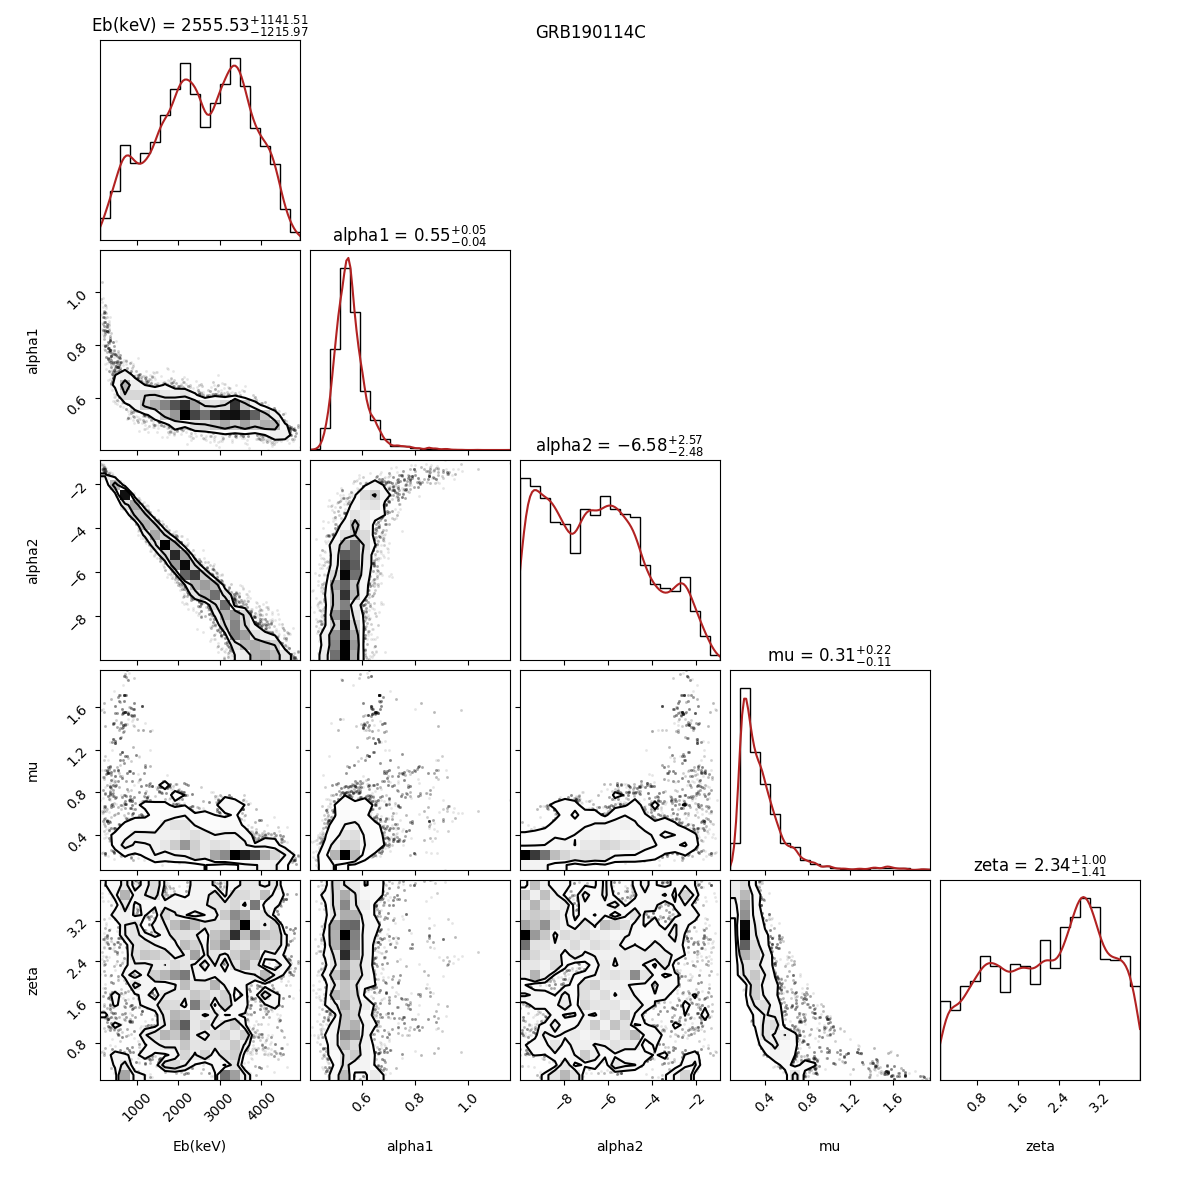 Eb(keV) = 2555.53+1141.51 −1215.97
GRB190114C
alpha1 = 0.55+0.05 −0.04
1.0
0.8
0.6
alpha1
alpha2 = −6.58+2.57 −2.48
−2
−4
−6
−8
alpha2
mu = 0.31+0.22 −0.11
1.6
1.2
0.8
0.4
mu
zeta = 2.34+1.00 −1.41
3.2
2.4
1.6
0.8
zeta
1000 2000 3000 4000 0.6 0.8 1.0 −8 −6 −4 −2 0.4 0.8 1.2 1.6 0.8 1.6 2.4 3.2
Eb(keV) alpha1 alpha2 mu zeta